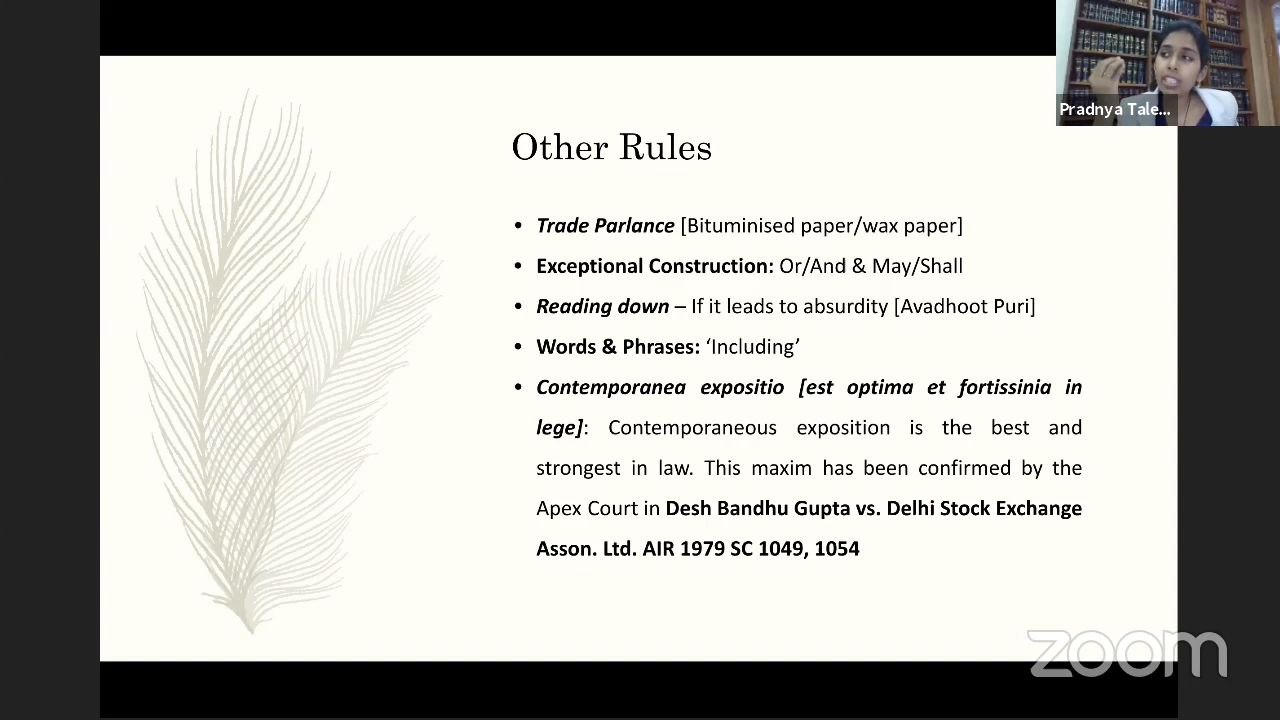 Pradnya Tale...
Other Rules
• Trade Parlance [Bituminised paper/wax paper]
• Exceptional Construction: Or/And & May/Shall
• Reading down – If it leads to absurdity [Avadhoot Puri]
• Words & Phrases: ‘Including’
• Contemporanea expositio [est optima et fortissinia in
lege]: Contemporaneous exposition is the best and
strongest in law. This maxim has been confirmed by the
Apex Court in Desh Bandhu Gupta vs. Delhi Stock Exchange
Asson. Ltd. AIR 1979 SC 1049, 1054
zoom